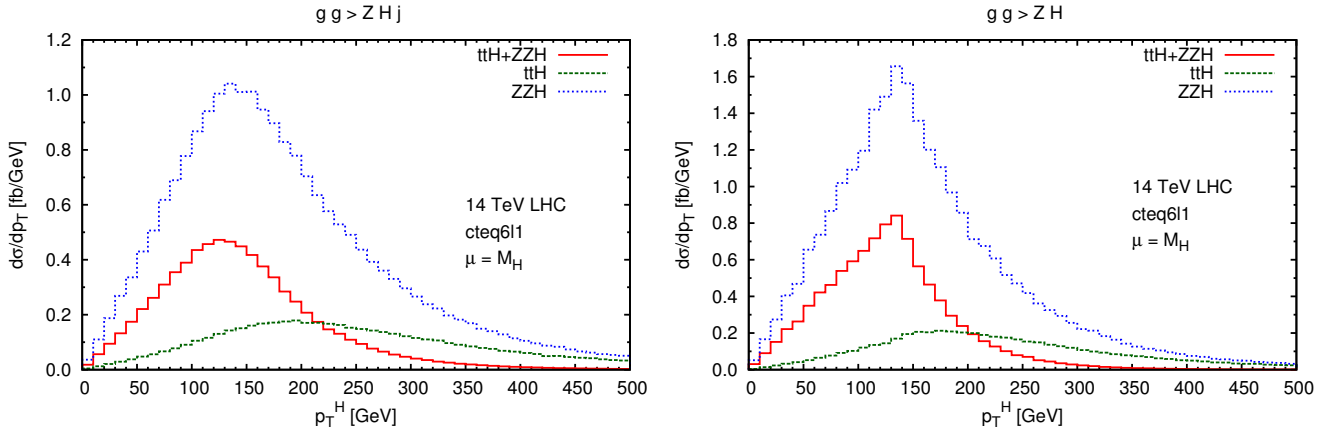 g g > Z H j
dσ/dp_T [fb/GeV]
1.2
1.0
0.8
0.6
0.4
0.2
0.0
ttH+ZZH
ttH
ZZH
14 TeV LHC
cteq6l1
μ = M_H
0 50 100 150 200 250 300 350 400 450 500
p_T^H [GeV]
g g > Z H
dσ/dp_T [fb/GeV]
1.8
1.6
1.4
1.2
1.0
0.8
0.6
0.4
0.2
0.0
ttH+ZZH
ttH
ZZH
14 TeV LHC
cteq6l1
μ = M_H
0 50 100 150 200 250 300 350 400 450 500
p_T^H [GeV]